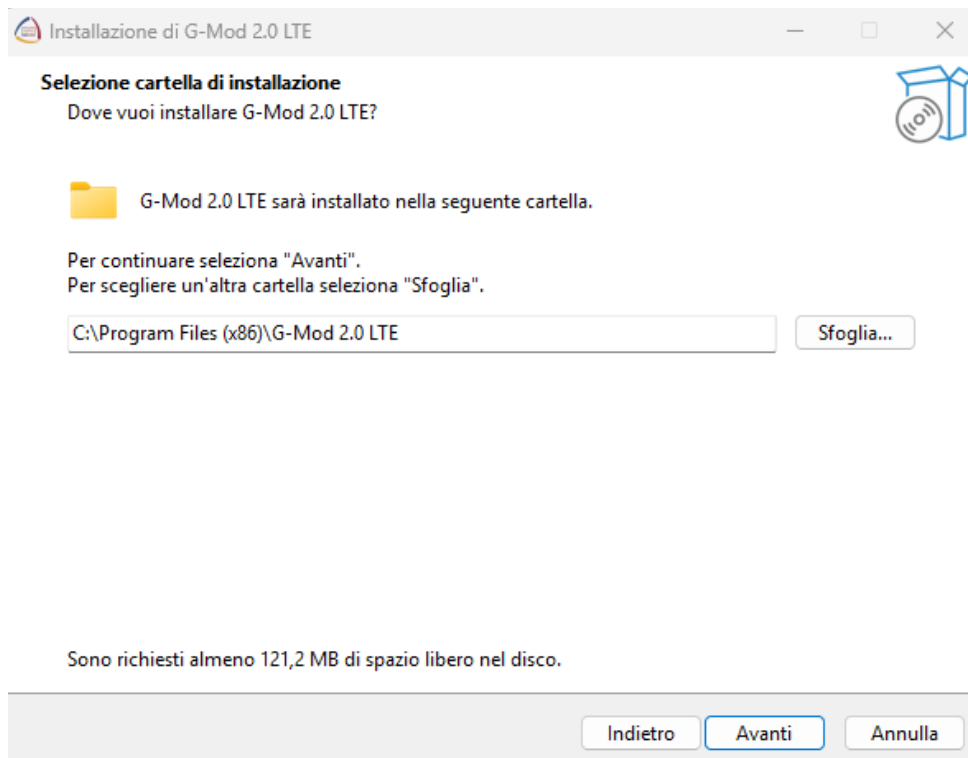 Installazione di G-Mod 2.0 LTE
Selezione cartella di installazione
Dove vuoi installare G-Mod 2.0 LTE?
G-Mod 2.0 LTE sarà installato nella seguente cartella.
Per continuare seleziona "Avanti".
Per scegliere un'altra cartella seleziona "Sfoglia".
C:\Program Files (x86)\G-Mod 2.0 LTE
Sfoglia...
Sono richiesti almeno 121,2 MB di spazio libero nel disco.
Indietro
Avanti
Annulla